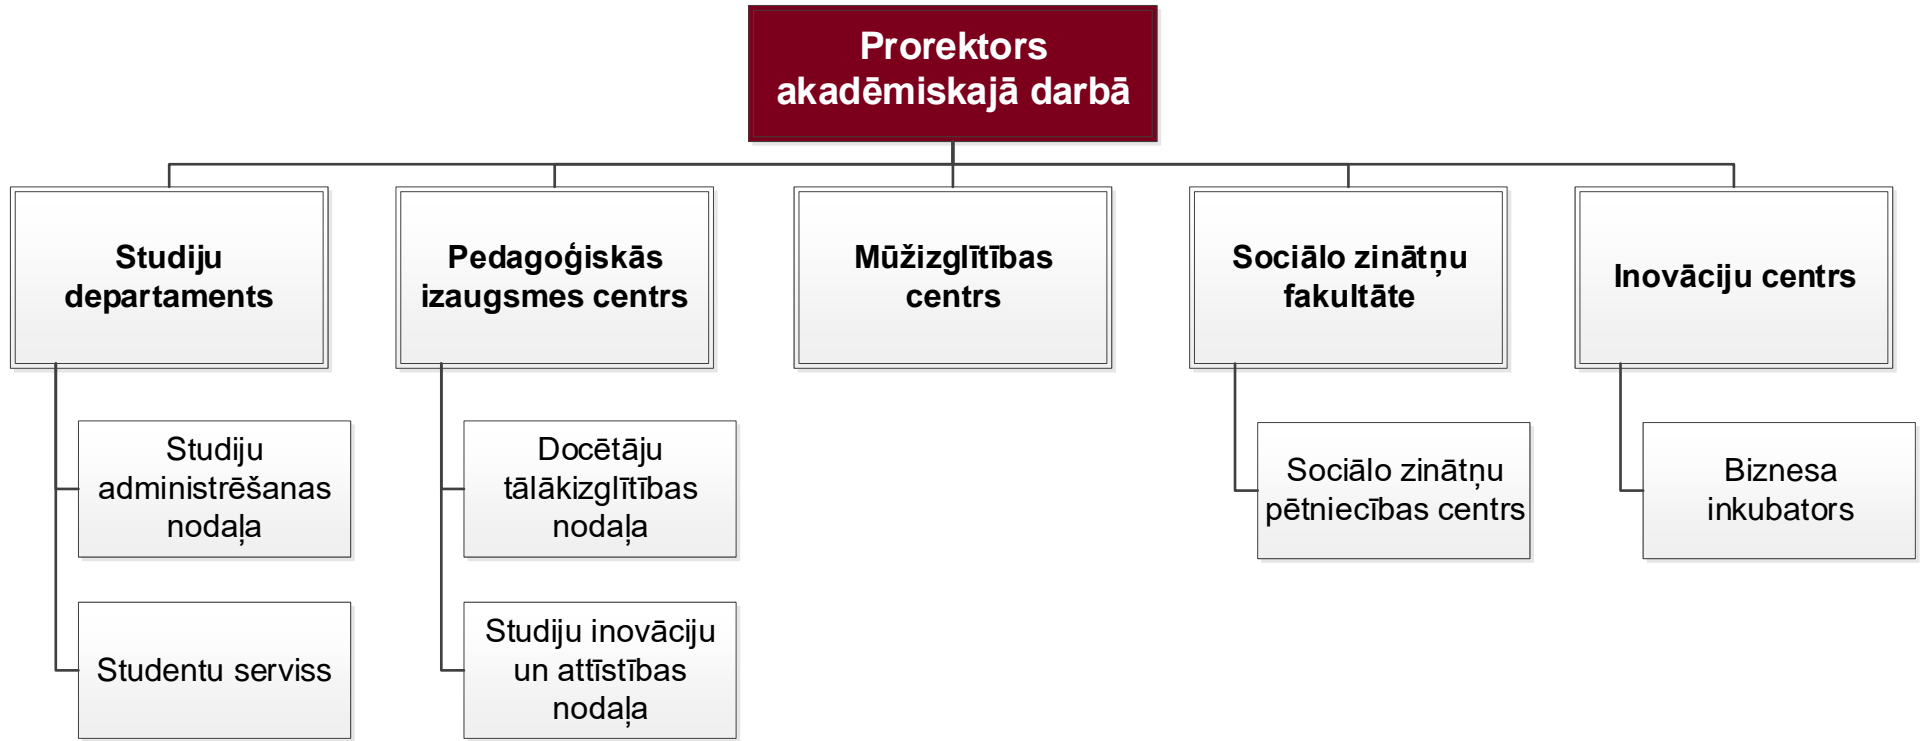 Prorektors
akadēmiskajā darbā
Studiju
departaments
Pedagoģiskās
izaugsmes centrs
Mūžizglītības
centrs
Sociālo zinātņu
fakultāte
Inovāciju centrs
Studiju
administrēšanas
nodaļa
Docētāju
tālākizglītības
nodaļa
Sociālo zinātņu
pētniecības centrs
Biznesa
inkubators
Studentu serviss
Studiju inovāciju
un attīstības
nodaļa